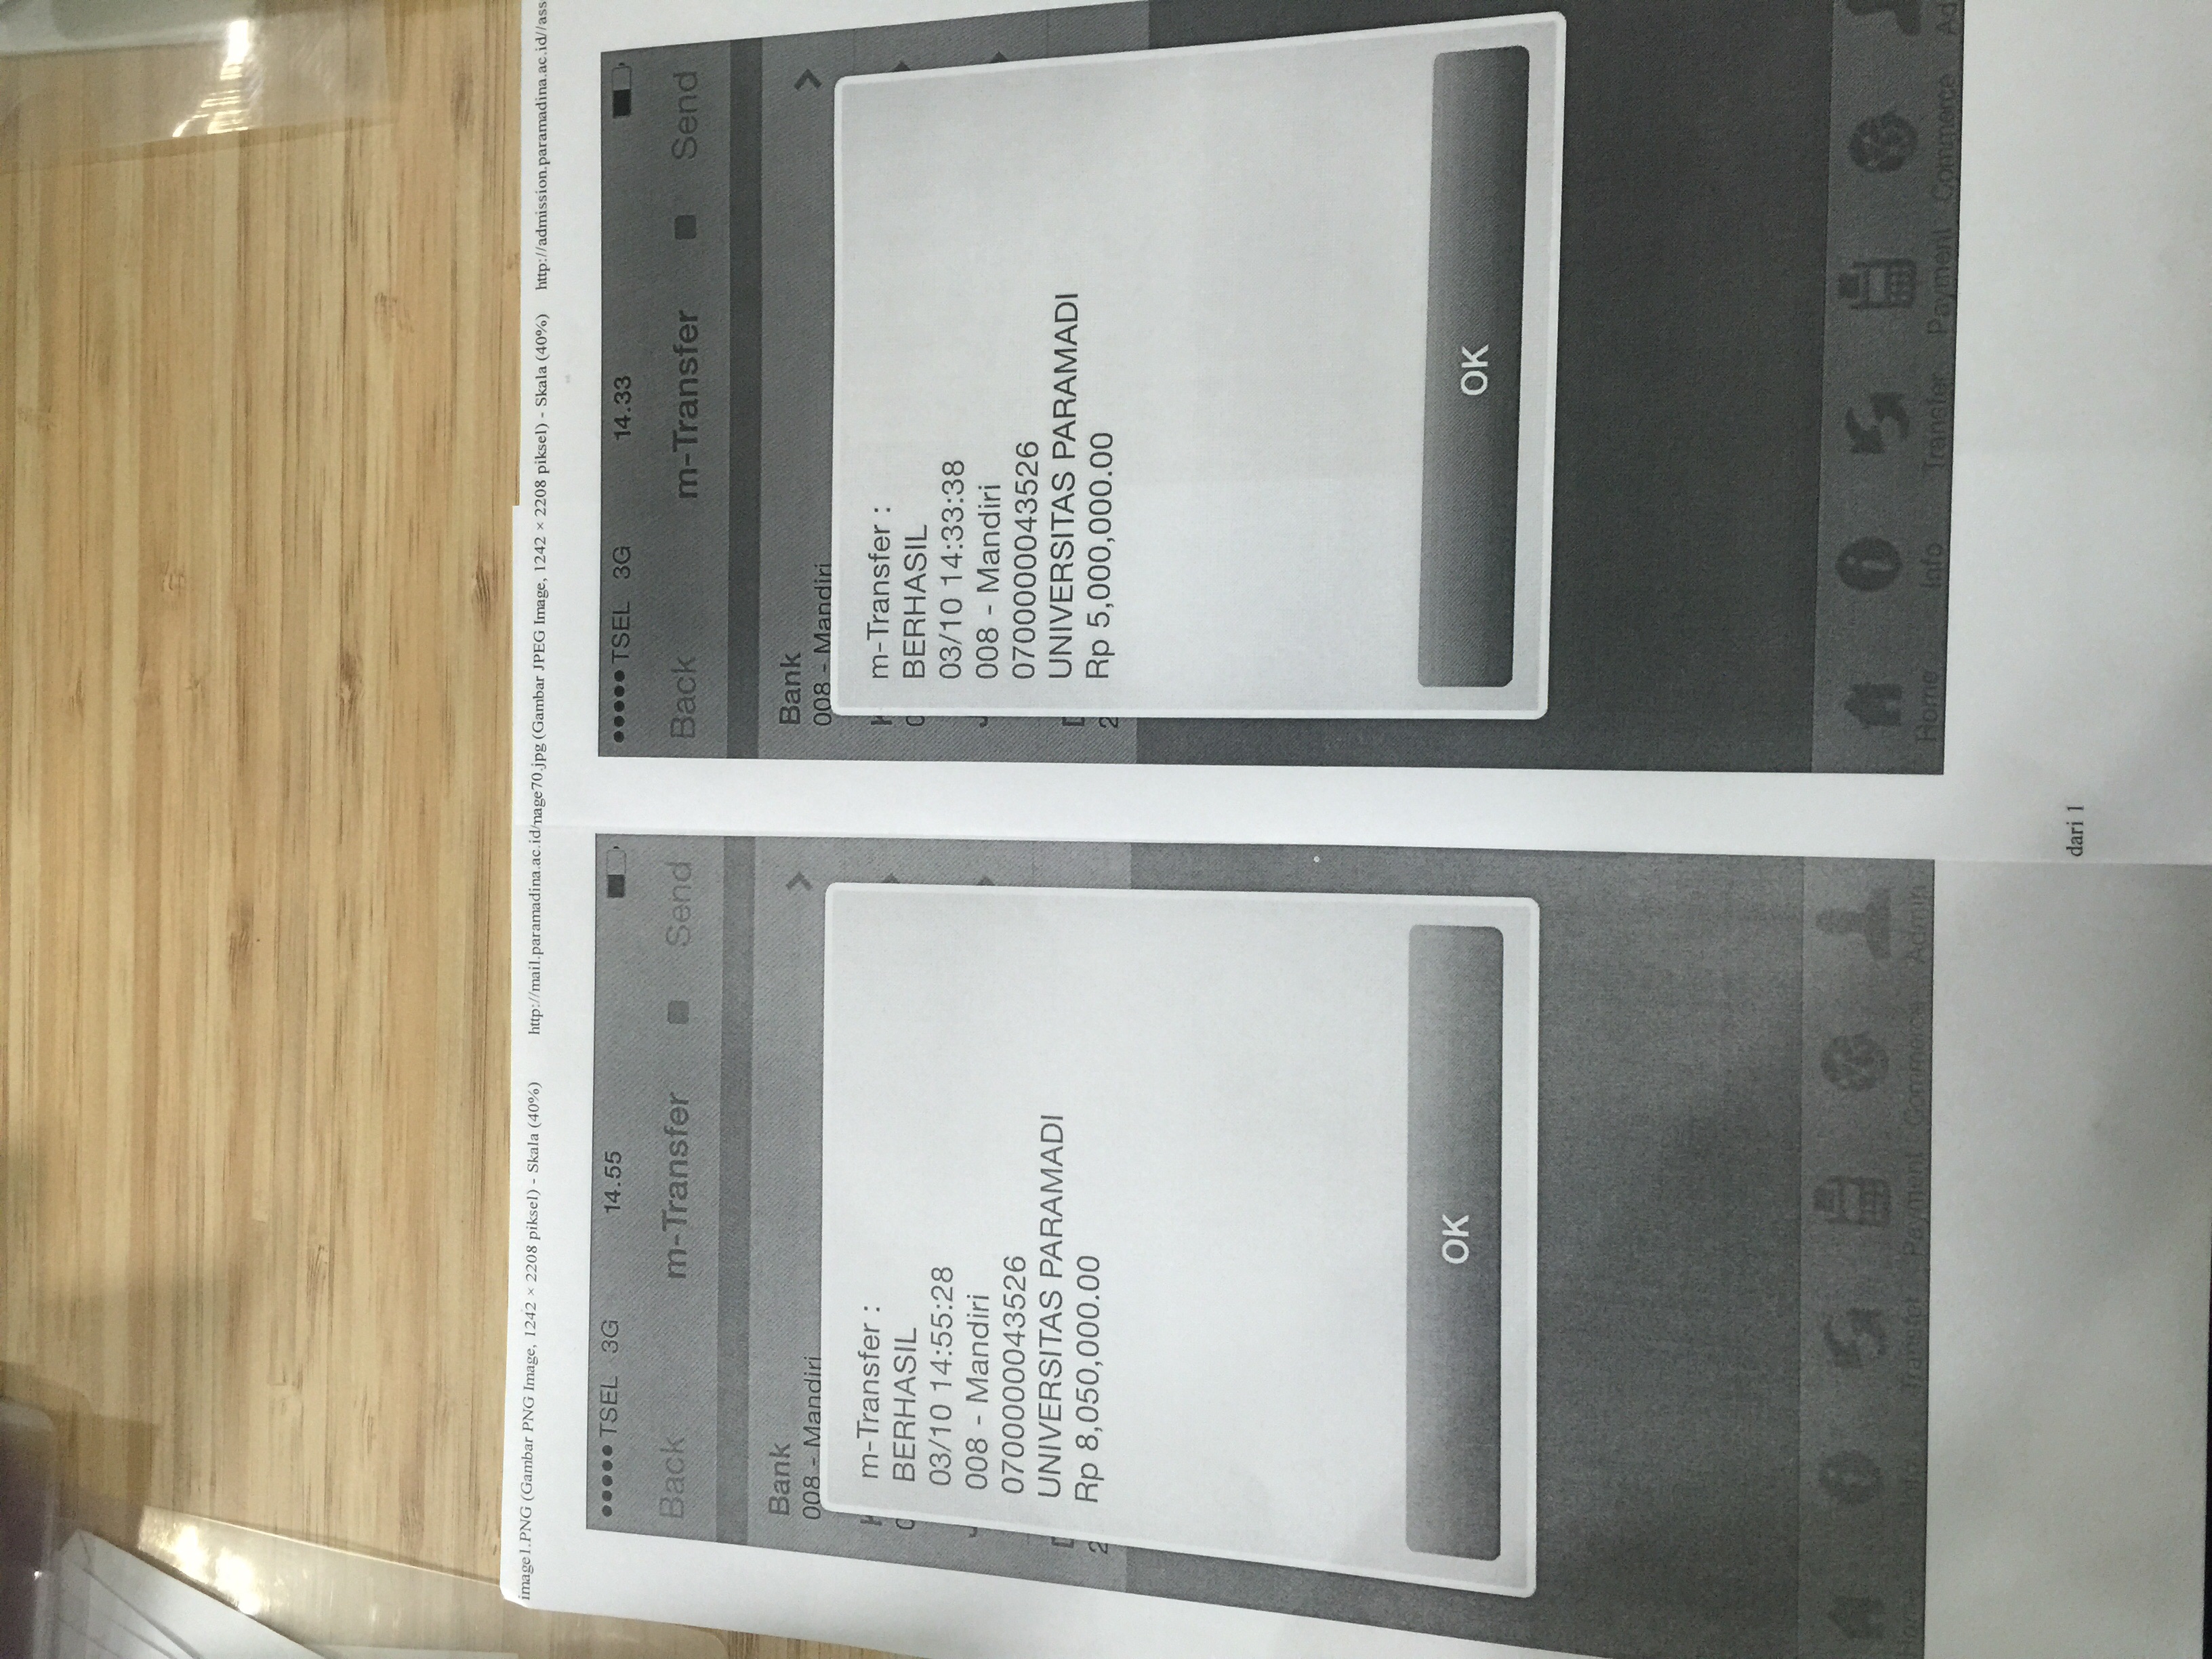 image1.PNG (Gambar PNG Image, 1242 × 2208 piksel) - Skala (40%) http://mail.paramadina.ac.id/
TSEL 3G 14.55
Back m-Transfer Send
Bank
008 - Mandiri
m-Transfer :
BERHASIL
03/10 14:55:28
008 - Mandiri
0700000043526
UNIVERSITAS PARAMADI
Rp 8,050,000.00
OK
Home Info Transfer Payment Commerce Admin
nage70.jpg (Gambar JPEG Image, 1242 × 2208 piksel) - Skala (40%) http://admission.paramadina.ac.id//ass
TSEL 3G 14.33
Back m-Transfer Send
Bank
008 - Mandiri
m-Transfer :
BERHASIL
03/10 14:33:38
008 - Mandiri
0700000043526
UNIVERSITAS PARAMADI
Rp 5,000,000.00
OK
Home Info Transfer Payment Commerce Ad
dari 1